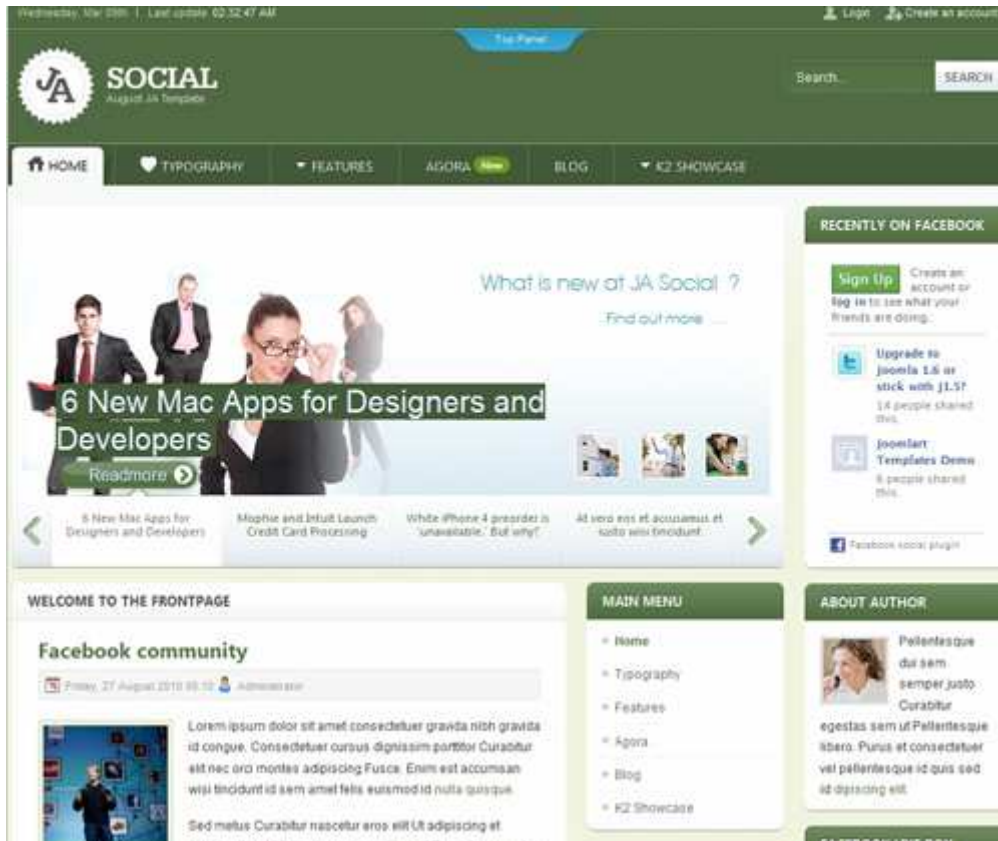 Wednesday, Mar 09th | Last update 02:32:47 AM
Login
Create an account
Top Panel
JA
SOCIAL
August JA Template
Search...
SEARCH
HOME
TYPOGRAPHY
FEATURES
AGORA New
BLOG
K2 SHOWCASE
What is new at JA Social ?
Find out more
6 New Mac Apps for Designers and
Developers
Readmore
6 New Mac Apps for
Designers and Developers
Mophie and Intuit Launch
Credit Card Processing
White iPhone 4 preorder is
'unavailable.' But why?
At vero eos et accusamus et
iusto wisi tincidunt
RECENTLY ON FACEBOOK
Sign Up
Create an
account or
log in to see what your
friends are doing.
Upgrade to
Joomla 1.6 or
stick with J1.5?
14 people shared
this.
Joomlart
Templates Demo
6 people shared
this.
Facebook social plugin
WELCOME TO THE FRONTPAGE
Facebook community
Friday, 27 August 2010
Administrator
Lorem ipsum dolor sit amet consectetuer gravida nibh gravida
id congue. Consectetuer cursus dignissim porttitor Curabitur
elit nec orci montes adipiscing Fusce. Enim est accumsan
wisi tincidunt id sem amet felis euismod id nulla quisque.
Sed metus Curabitur nascetur eros elit Ut adipiscing et
MAIN MENU
Home
Typography
Features
Agora
Blog
K2 Showcase
ABOUT AUTHOR
Pellentesque
dui sem
semper justo
Curabitur
egestas sem ut Pellentesque
libero. Purus et consectetuer
vel pellentesque id quis sed
id dipiscing elit.